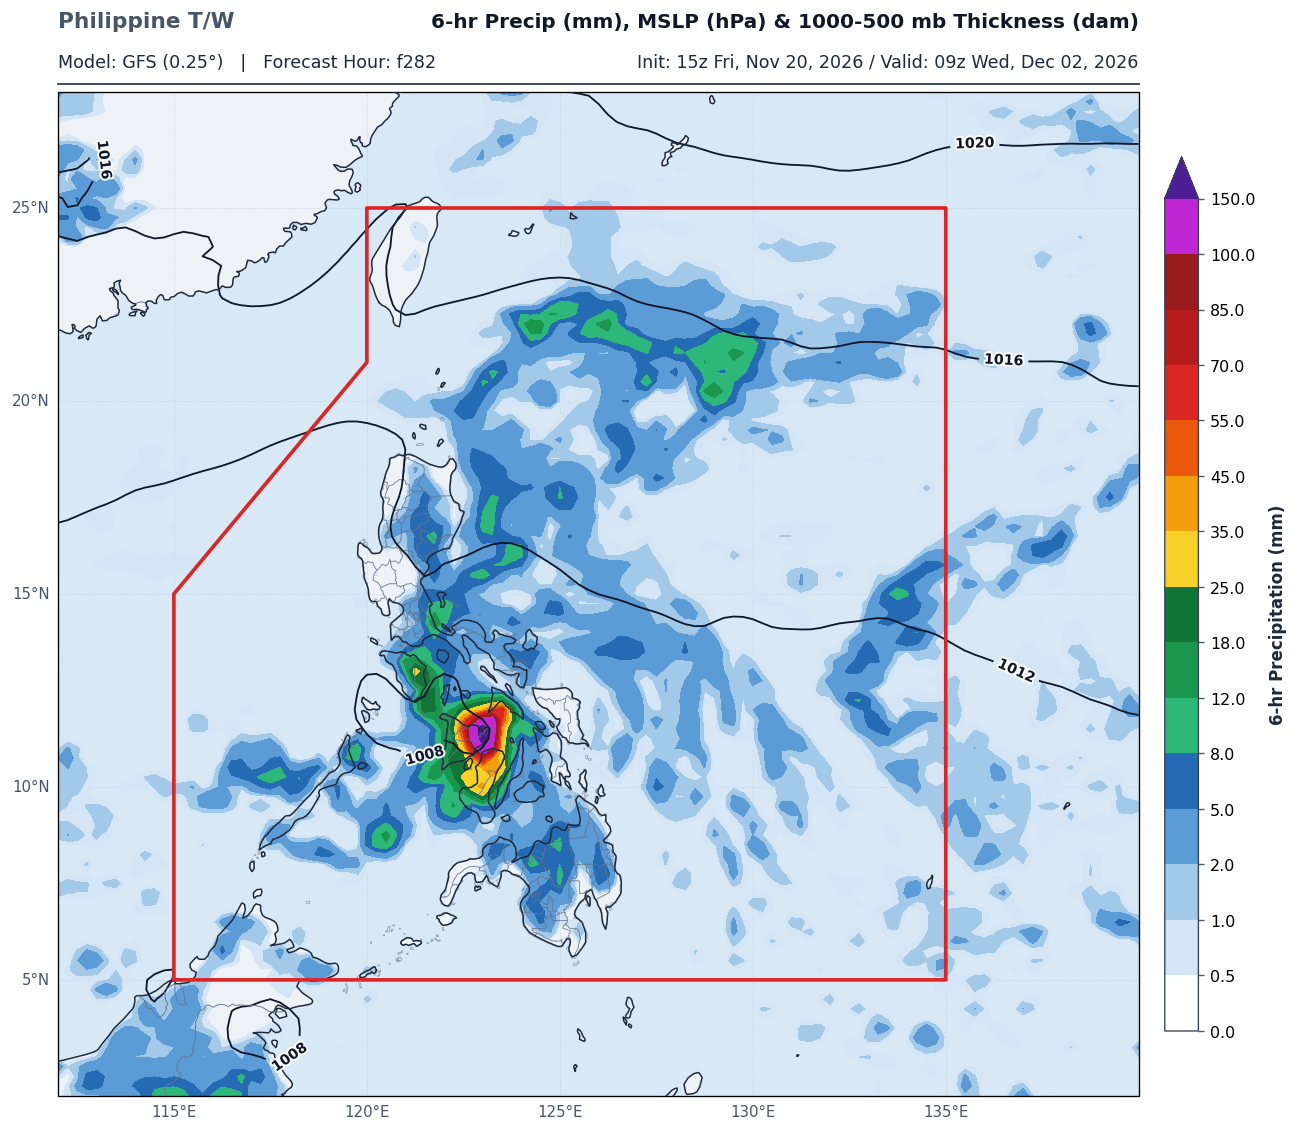 Philippine T/W
6-hr Precip (mm), MSLP (hPa) & 1000-500 mb Thickness (dam)
Model: GFS (0.25°) | Forecast Hour: f282
Init: 15z Fri, Nov 20, 2026 / Valid: 09z Wed, Dec 02, 2026
1016
1020
1016
1012
1008
1008
25°N
20°N
15°N
10°N
5°N
115°E
120°E
125°E
130°E
135°E
150.0
100.0
85.0
70.0
55.0
45.0
35.0
25.0
18.0
12.0
8.0
5.0
2.0
1.0
0.5
0.0
6-hr Precipitation (mm)